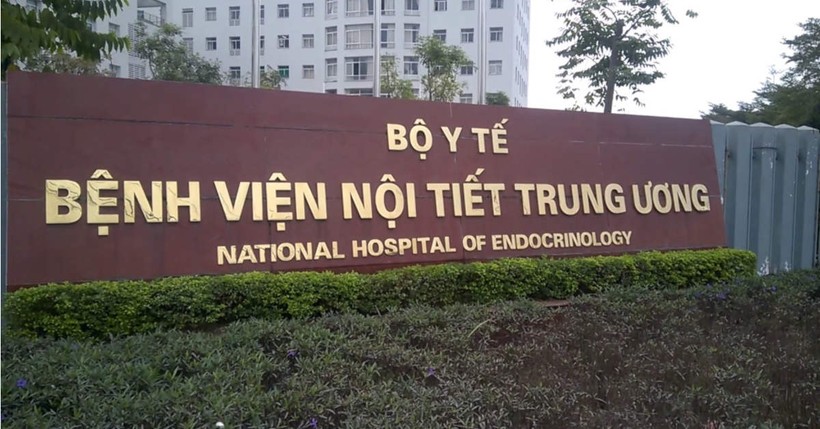 BỘ Y TẾ
BỆNH VIỆN NỘI TIẾT TRUNG ƯƠNG
NATIONAL HOSPITAL OF ENDOCRINOLOGY